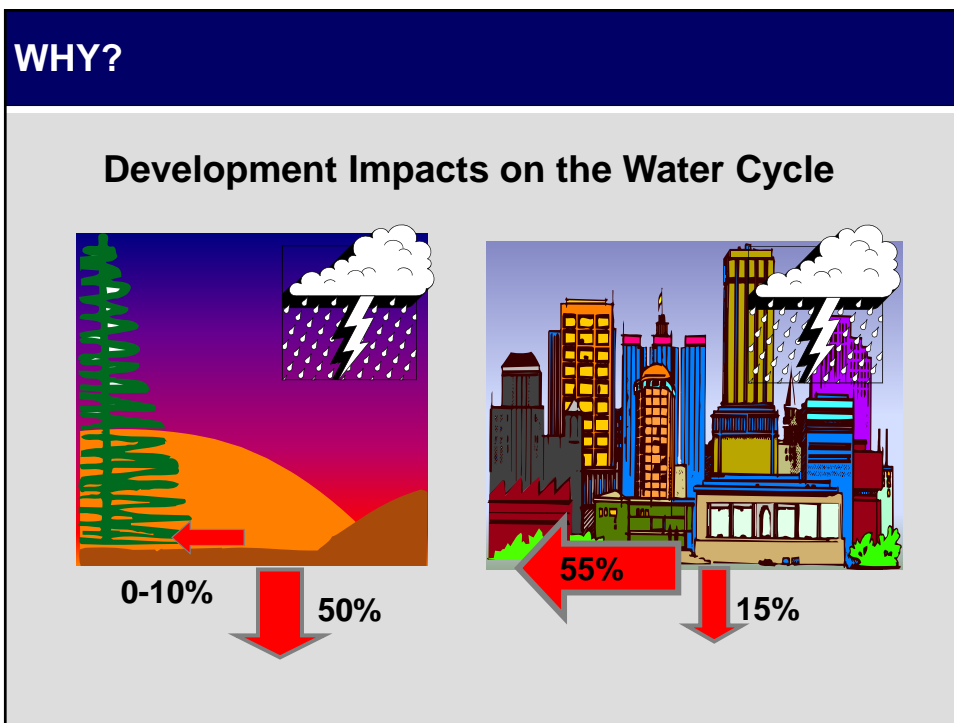 WHY?
Development Impacts on the Water Cycle
0-10%
50%
55%
15%